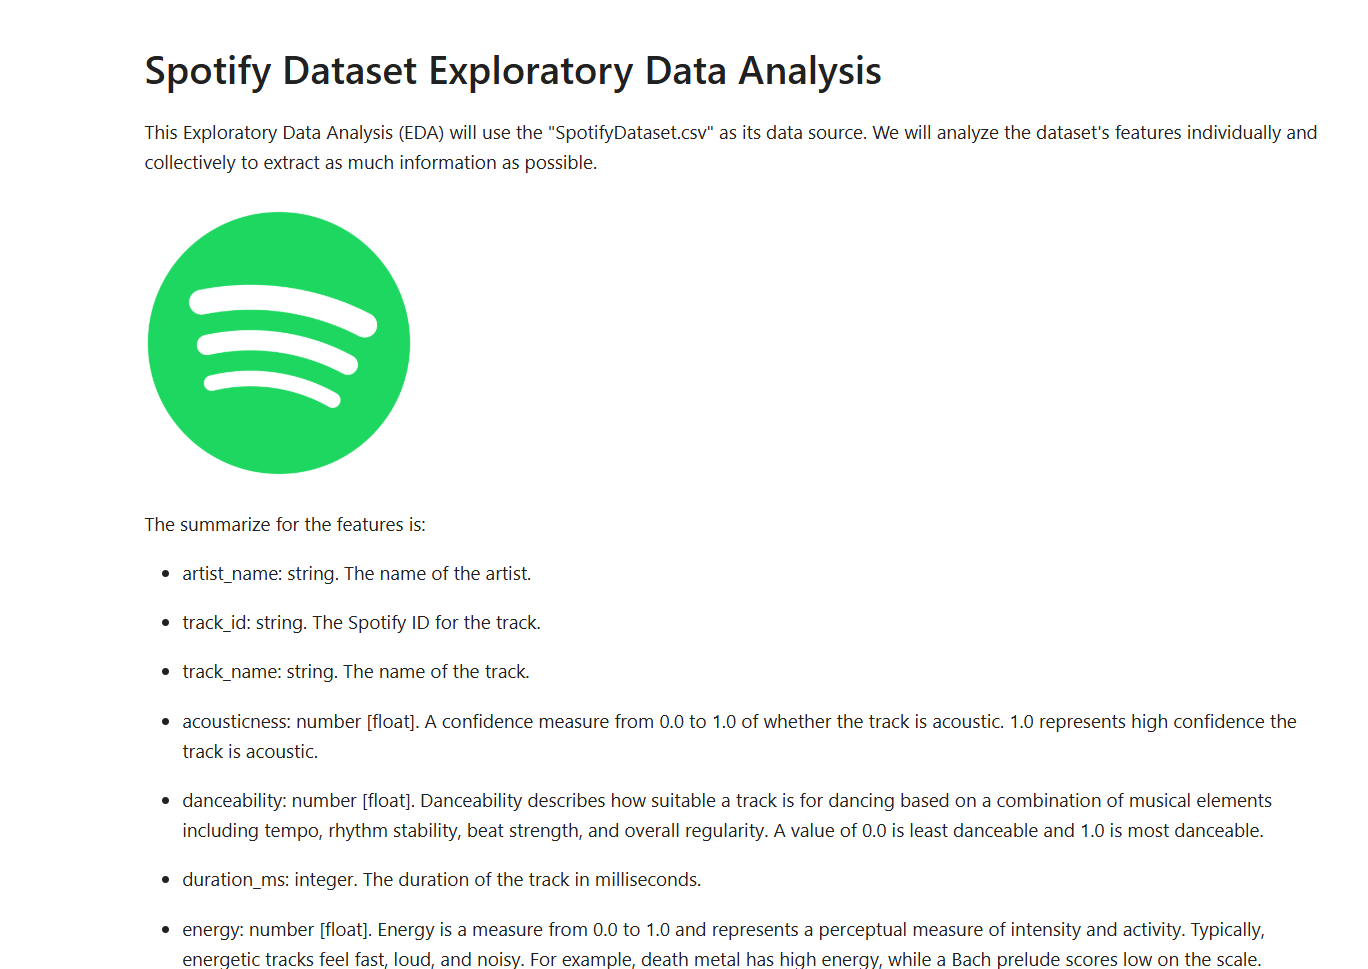 Spotify Dataset Exploratory Data Analysis
This Exploratory Data Analysis (EDA) will use the "SpotifyDataset.csv" as its data source. We will analyze the dataset's features individually and
collectively to extract as much information as possible.
The summarize for the features is:
• artist_name: string. The name of the artist.
• track_id: string. The Spotify ID for the track.
• track_name: string. The name of the track.
• acousticness: number [float]. A confidence measure from 0.0 to 1.0 of whether the track is acoustic. 1.0 represents high confidence the
track is acoustic.
• danceability: number [float]. Danceability describes how suitable a track is for dancing based on a combination of musical elements
including tempo, rhythm stability, beat strength, and overall regularity. A value of 0.0 is least danceable and 1.0 is most danceable.
• duration_ms: integer. The duration of the track in milliseconds.
• energy: number [float]. Energy is a measure from 0.0 to 1.0 and represents a perceptual measure of intensity and activity. Typically,
energetic tracks feel fast, loud, and noisy. For example, death metal has high energy, while a Bach prelude scores low on the scale.